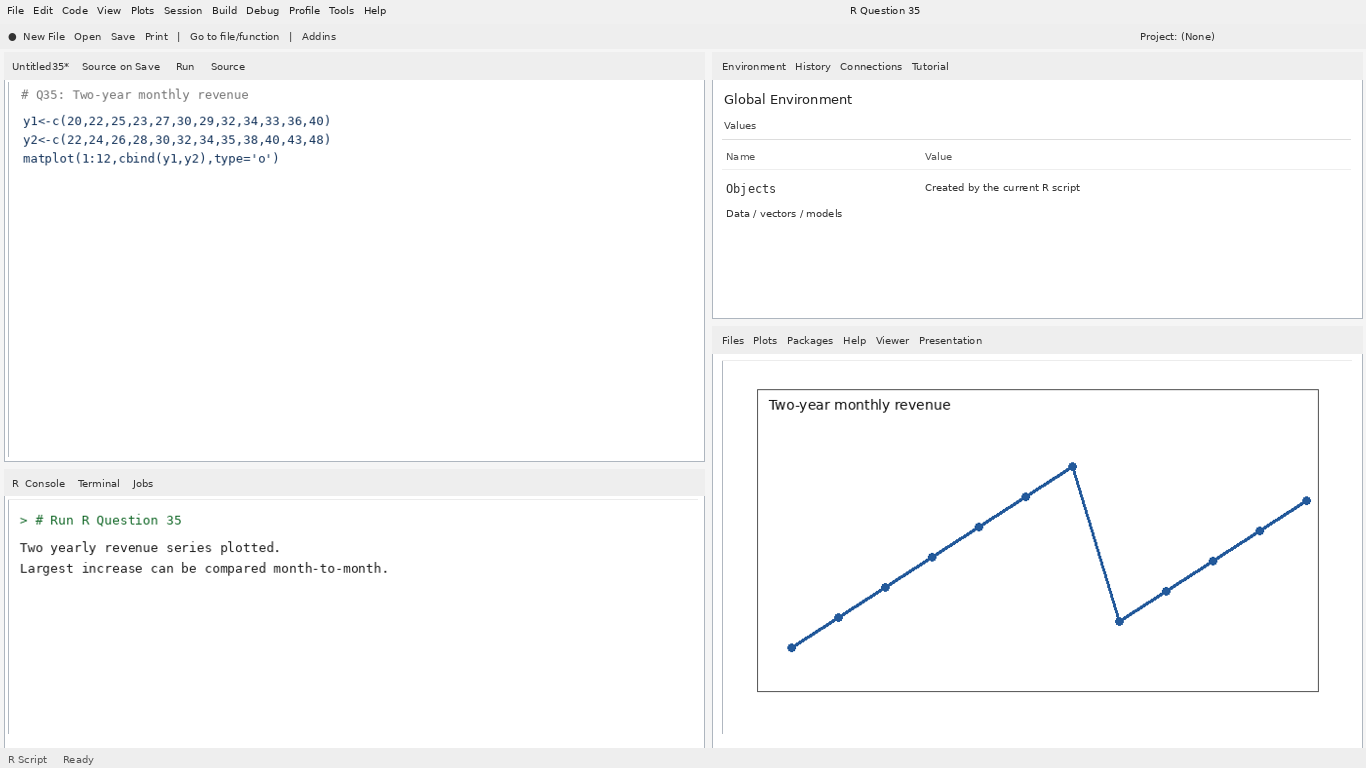 File Edit Code View Plots Session Build Debug Profile Tools Help R Question 35
● New File Open Save Print | Go to file/function | Addins Project: (None)
Untitled35* Source on Save Run Source
# Q35: Two-year monthly revenue
y1<-c(20,22,25,23,27,30,29,32,34,33,36,40)
y2<-c(22,24,26,28,30,32,34,35,38,40,43,48)
matplot(1:12,cbind(y1,y2),type='o')
R Console Terminal Jobs
> # Run R Question 35
Two yearly revenue series plotted.
Largest increase can be compared month-to-month.
Environment History Connections Tutorial
Global Environment
Values
Name Value
Objects Created by the current R script
Data / vectors / models
Files Plots Packages Help Viewer Presentation
Two-year monthly revenue
R Script Ready